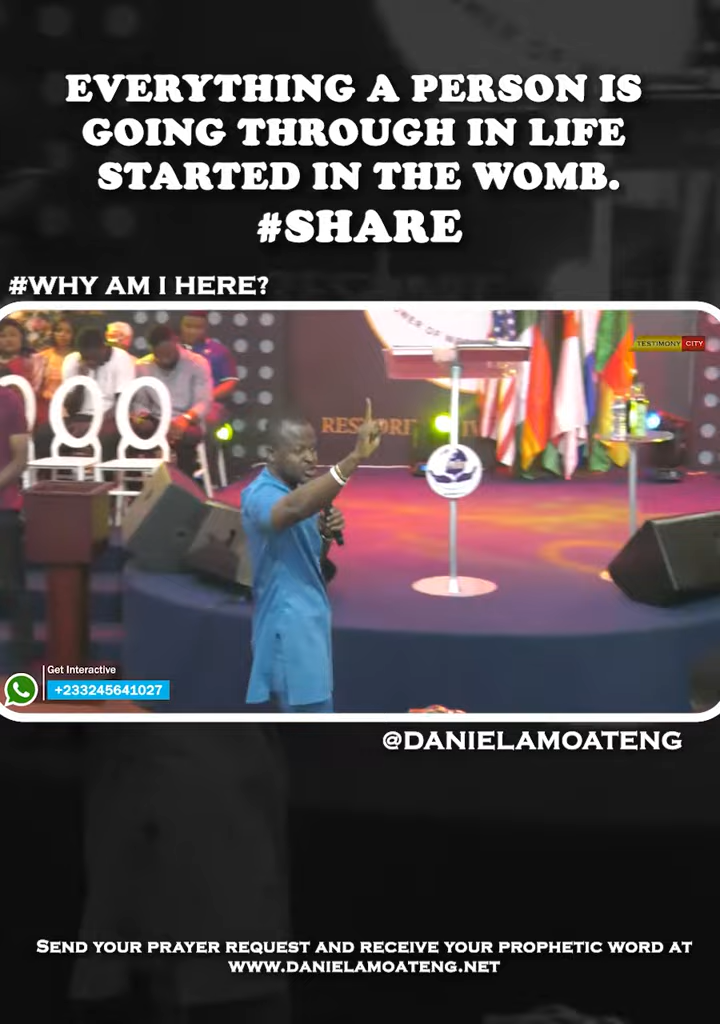 EVERYTHING A PERSON IS
GOING THROUGH IN LIFE
STARTED IN THE WOMB.
#SHARE
#WHY AM I HERE?
TESTIMONY CITY
Get Interactive
+233245641027
@DANIELAMOATENG
SEND YOUR PRAYER REQUEST AND RECEIVE YOUR PROPHETIC WORD AT
WWW.DANIELAMOATENG.NET